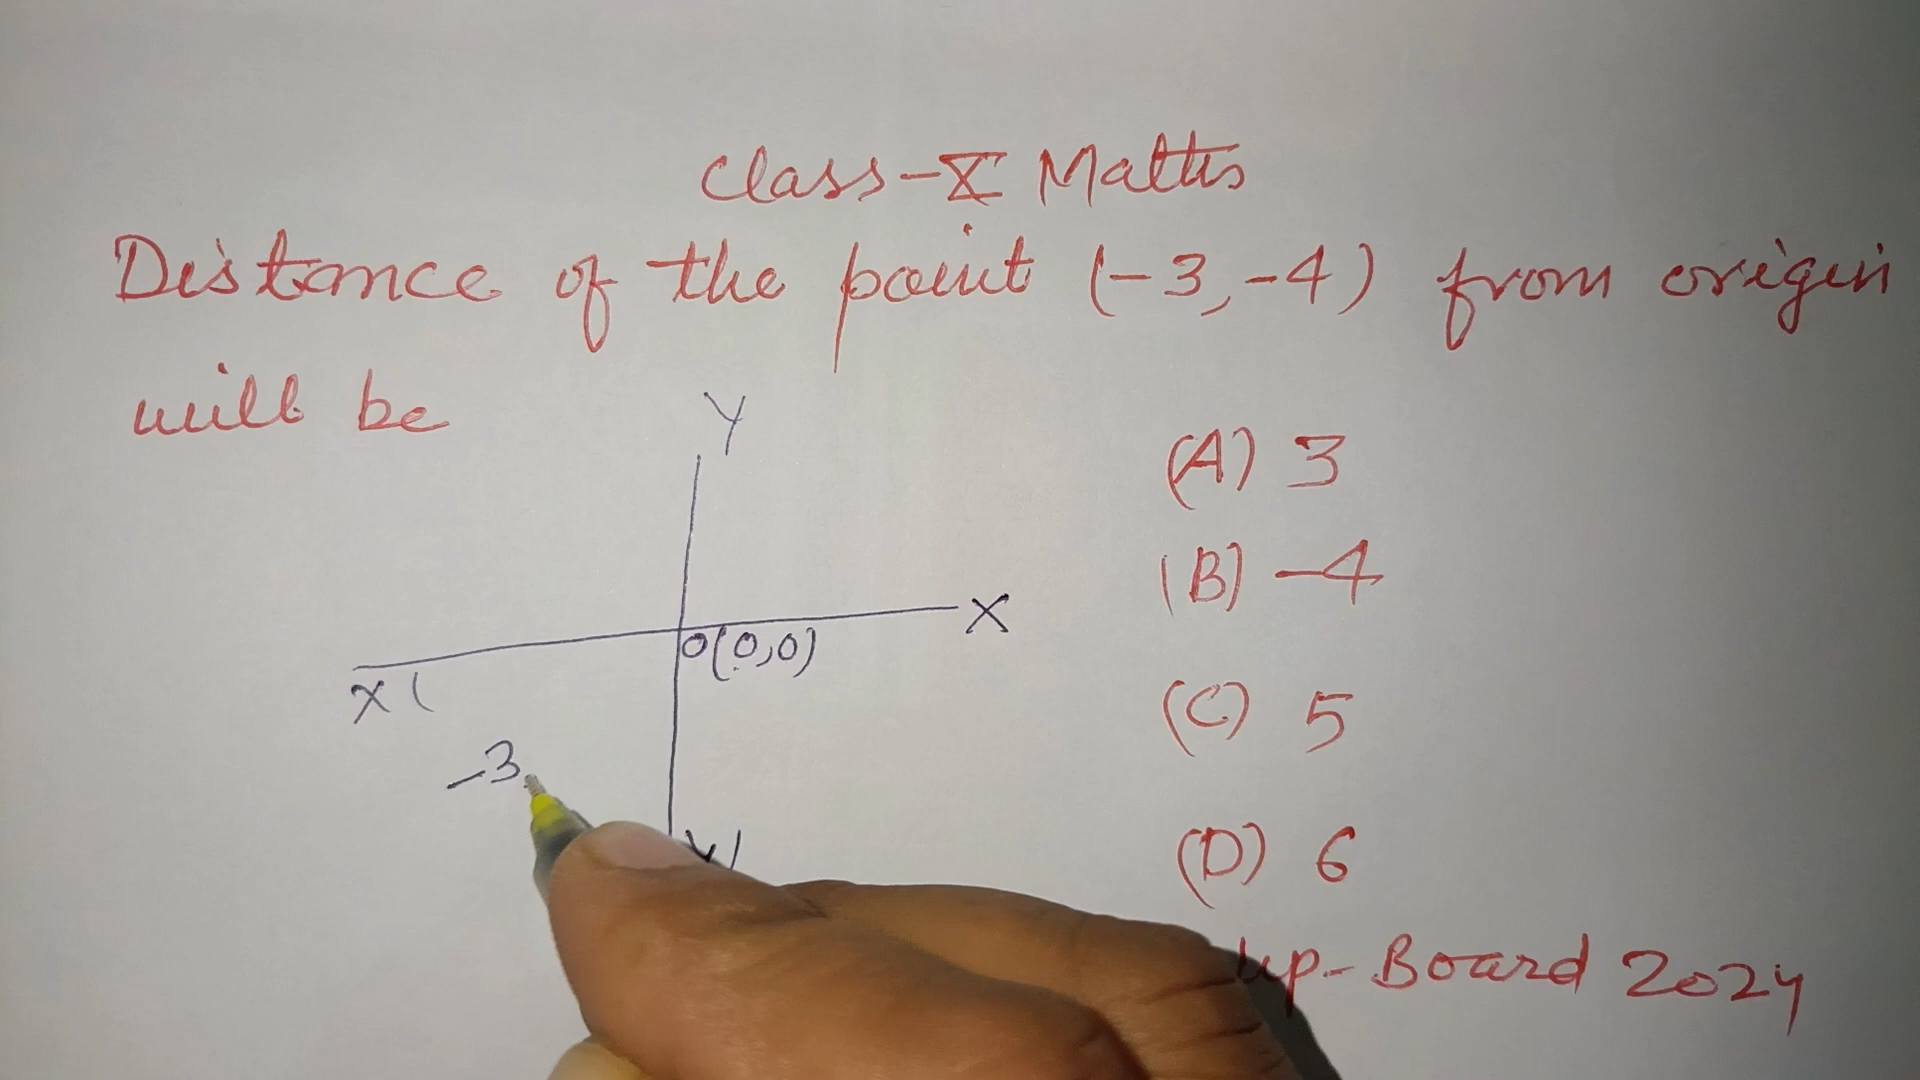 Class-X Maths
Distance of the point (-3,-4) from origin
will be
Y
(A) 3
(B) -4
X
O(0,0)
X'
(C) 5
-3
Y'
(D) 6
Up-Board 2024